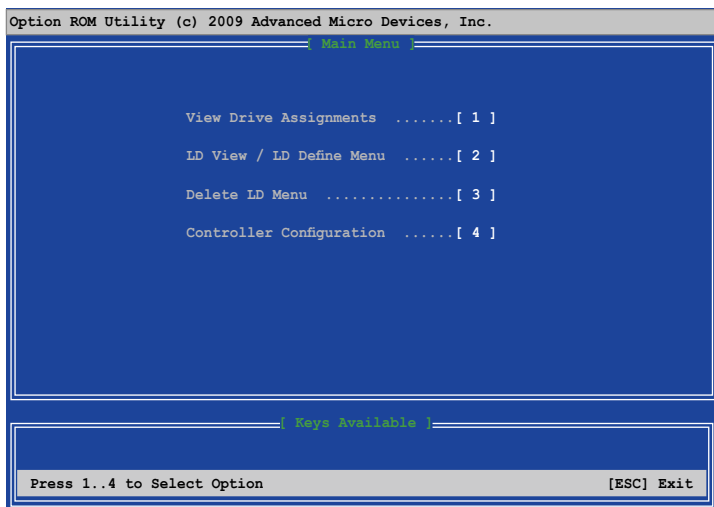 Option ROM Utility (c) 2009 Advanced Micro Devices, Inc.
[ Main Menu ]
View Drive Assignments .......[ 1 ]
LD View / LD Define Menu ......[ 2 ]
Delete LD Menu ...............[ 3 ]
Controller Configuration ......[ 4 ]
[ Keys Available ]
Press 1..4 to Select Option [ESC] Exit